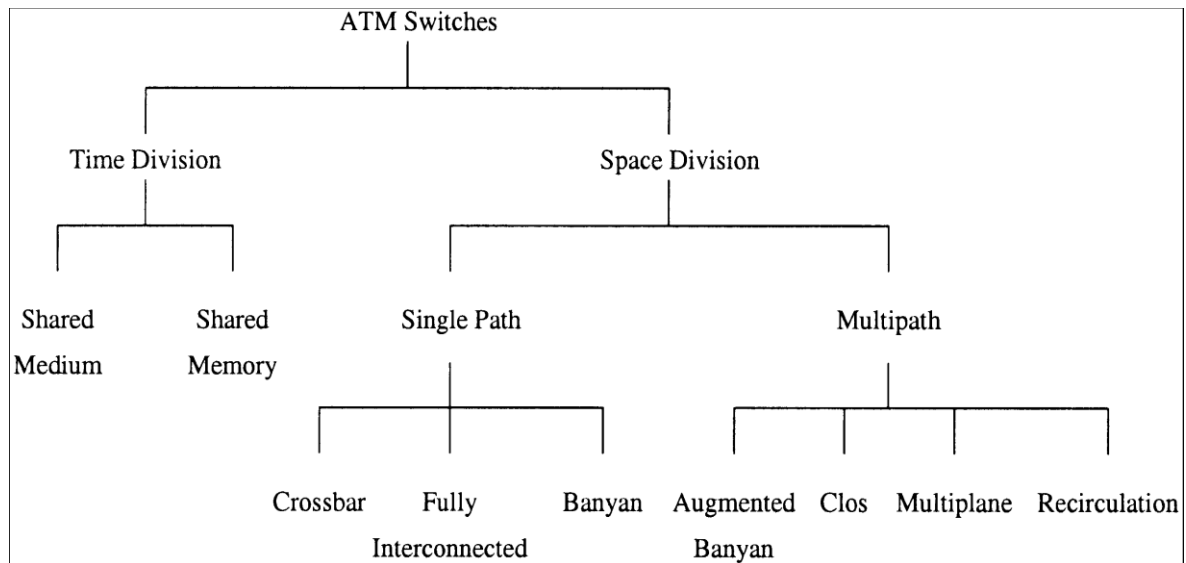 ATM Switches
Time Division
Space Division
Shared
Medium
Shared
Memory
Single Path
Multipath
Crossbar
Fully
Interconnected
Banyan
Augmented
Banyan
Clos
Multiplane
Recirculation